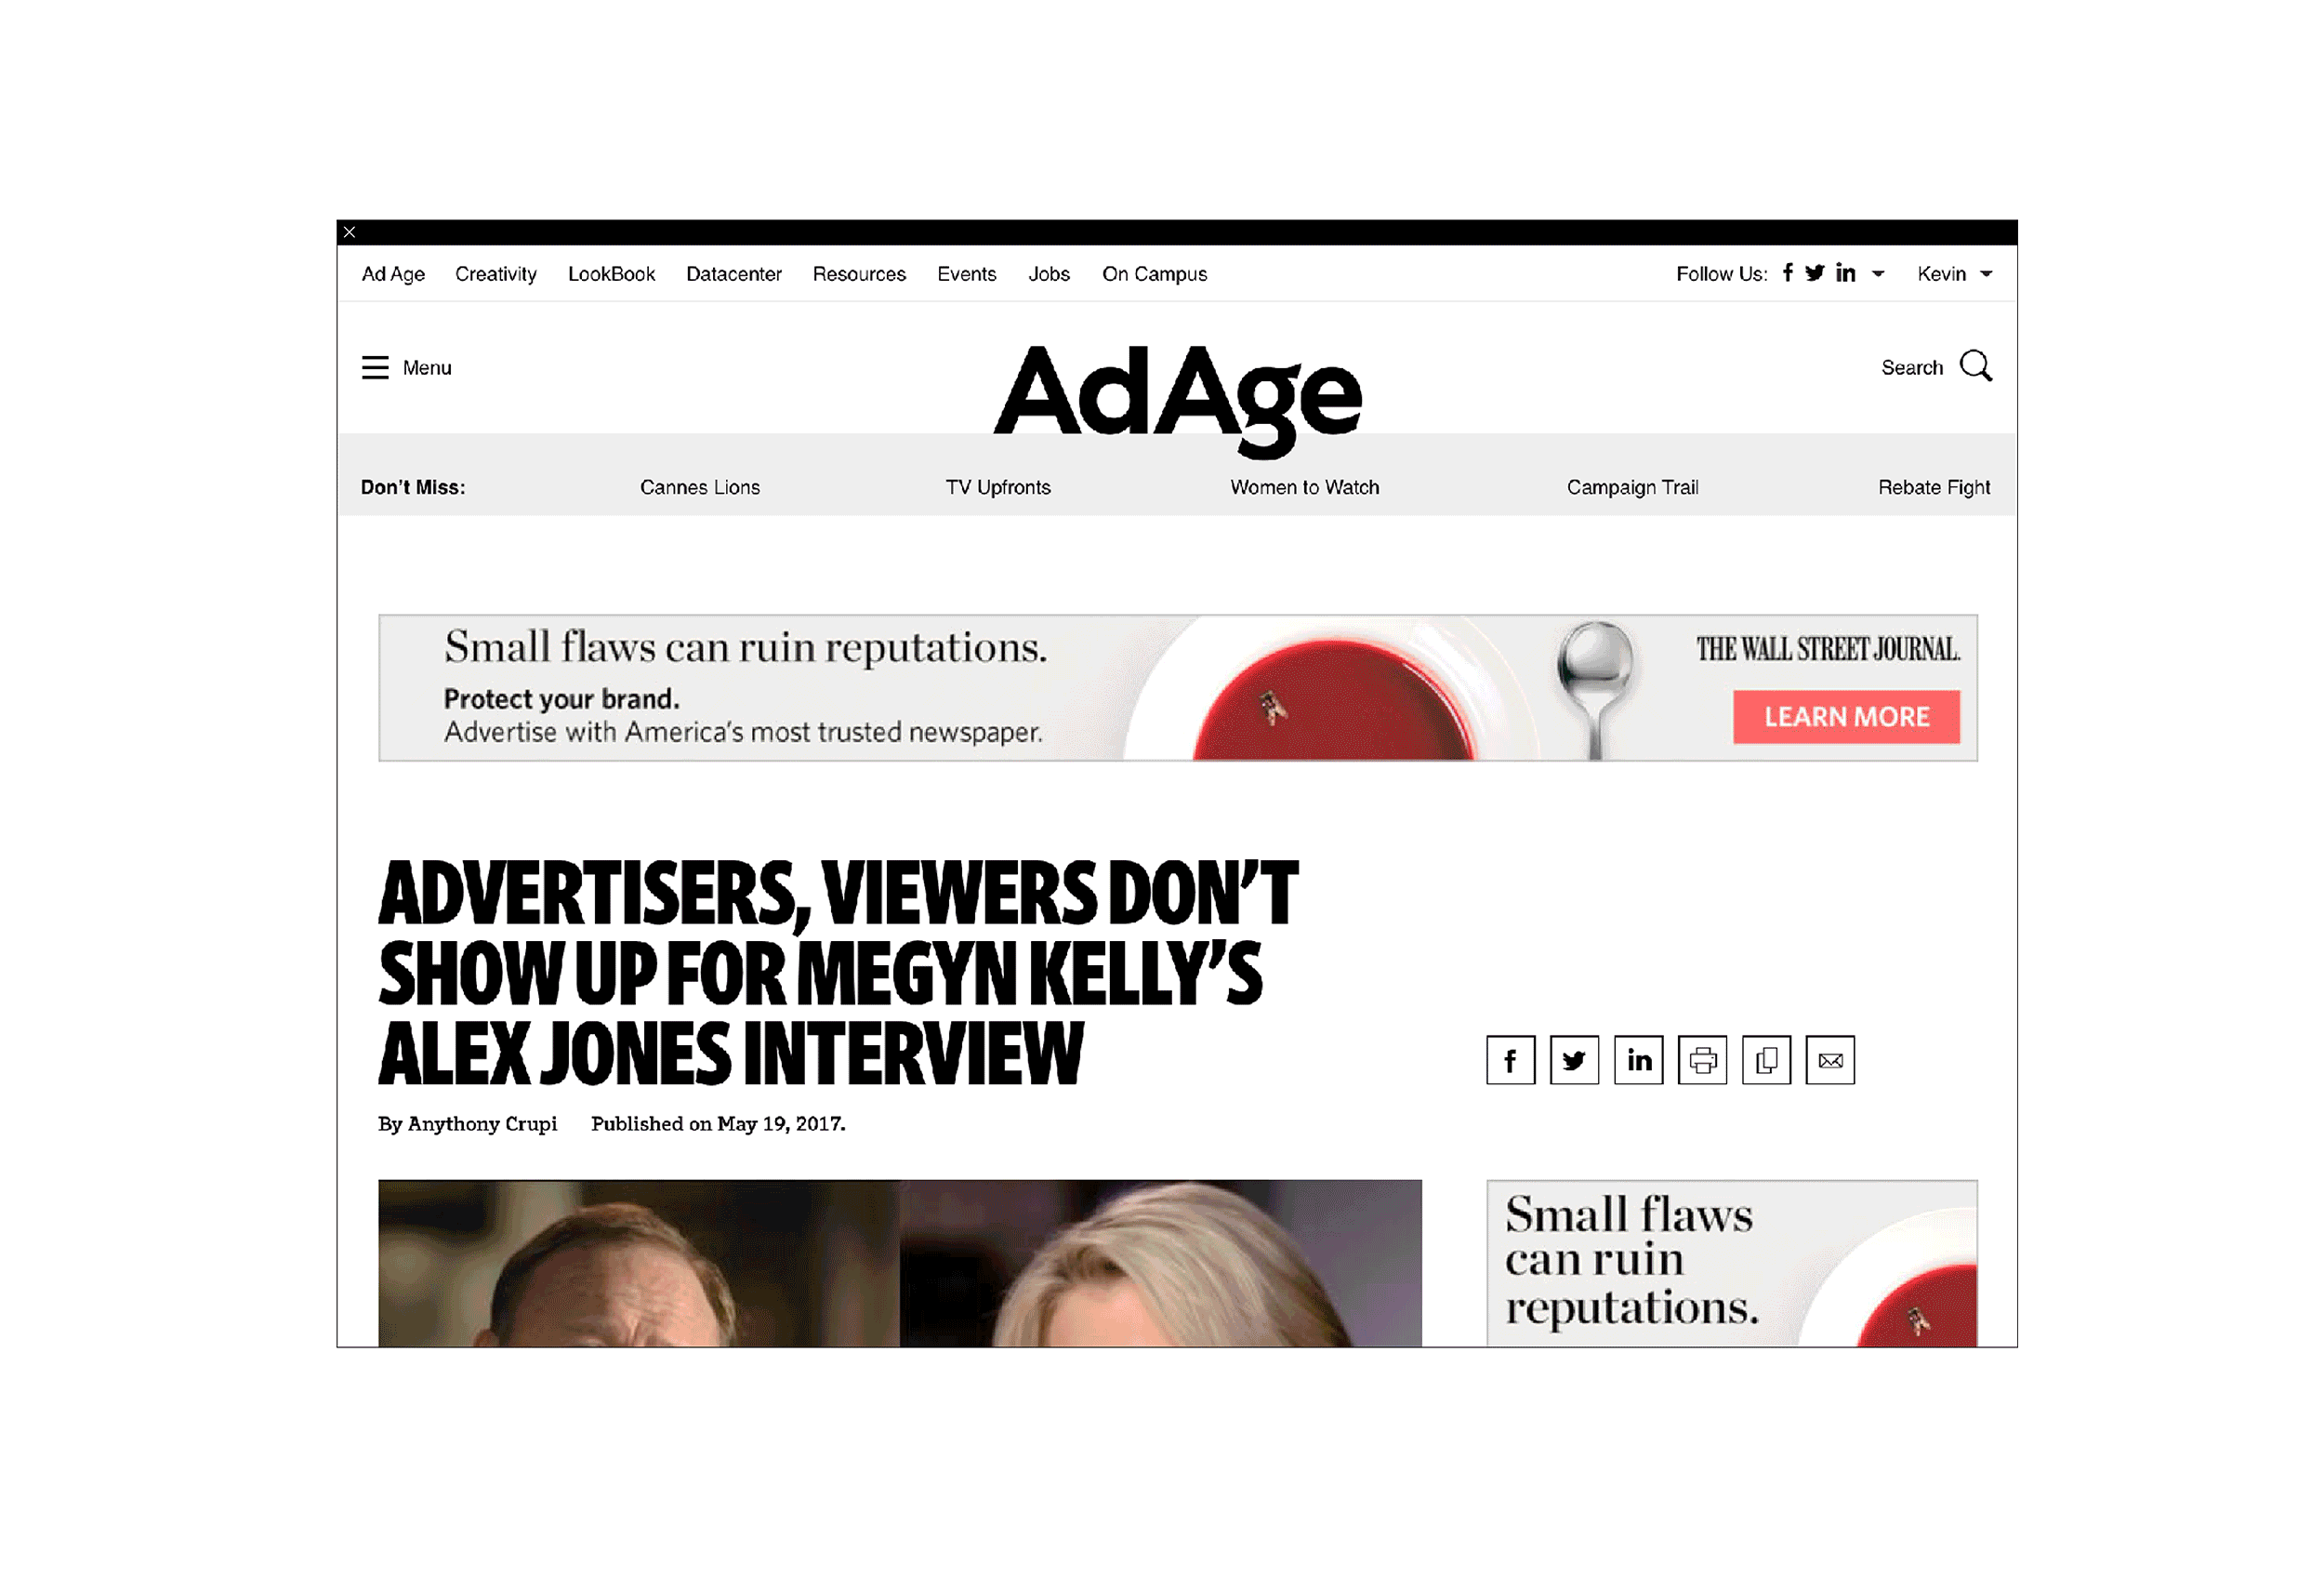 Ad Age Creativity LookBook Datacenter Resources Events Jobs On Campus Follow Us: Kevin
Menu AdAge Search
Don't Miss: Cannes Lions TV Upfronts Women to Watch Campaign Trail Rebate Fight
Small flaws can ruin reputations.
Protect your brand.
Advertise with America's most trusted newspaper.
THE WALL STREET JOURNAL.
LEARN MORE
ADVERTISERS, VIEWERS DON'T
SHOW UP FOR MEGYN KELLY'S
ALEX JONES INTERVIEW
By Anythony Crupi Published on May 19, 2017.
Small flaws
can ruin
reputations.